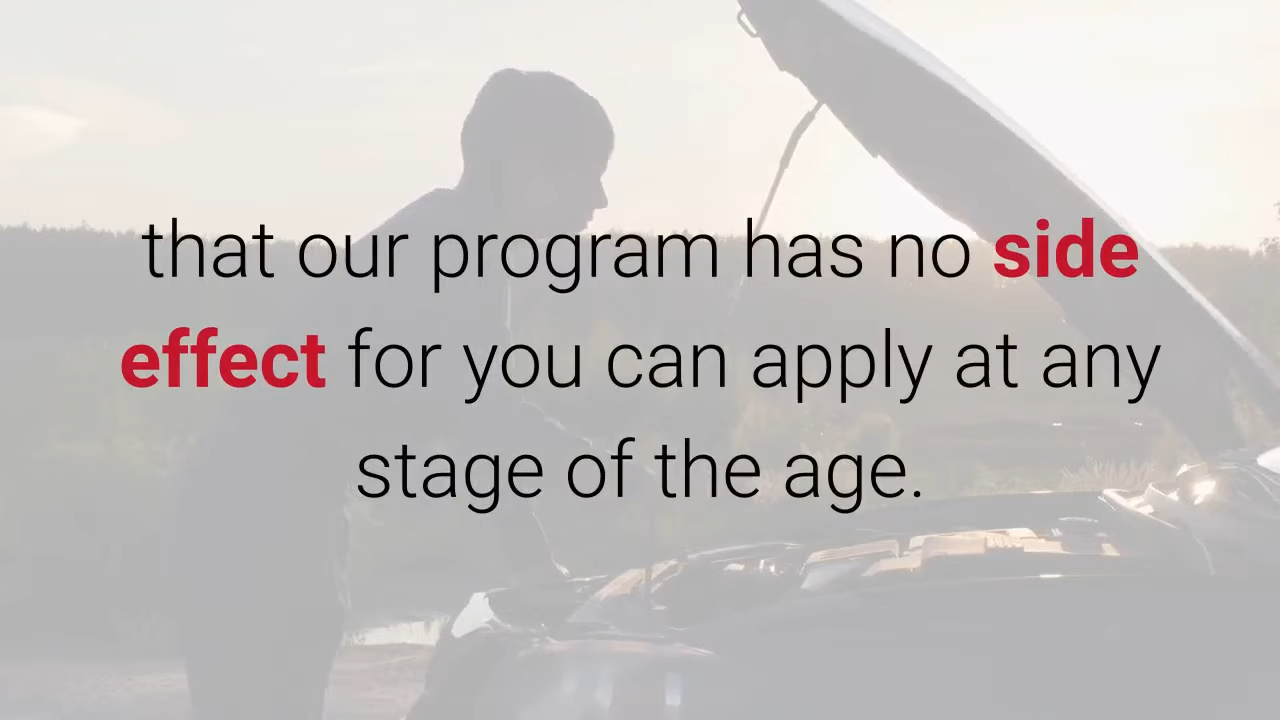 that our program has no side
effect for you can apply at any
stage of the age.